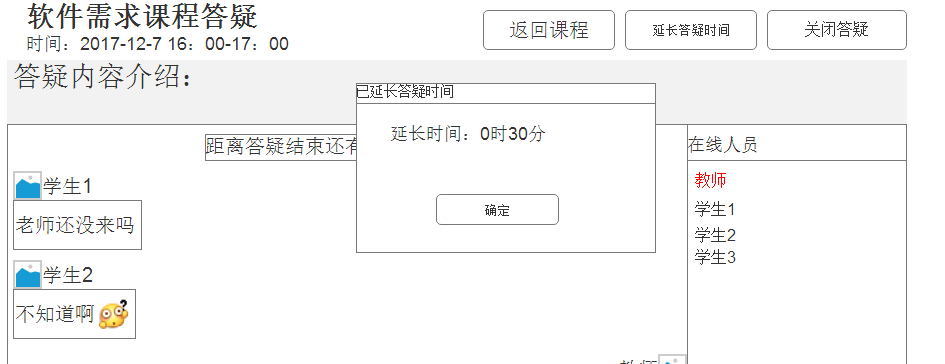 软件需求课程答疑
时间：2017-12-7 16：00-17：00
返回课程
延长答疑时间
关闭答疑
答疑内容介绍：
已延长答疑时间
延长时间：0时30分
确定
距离答疑结束还有
在线人员
教师
学生1
学生2
学生3
学生1
老师还没来吗
学生2
不知道啊
教师